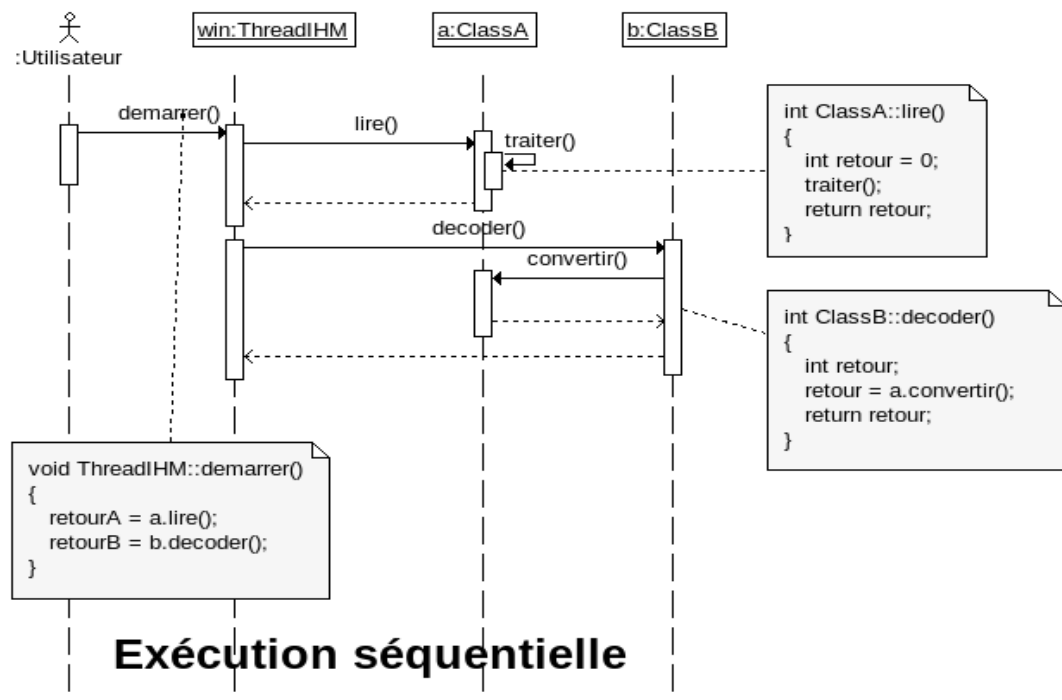 :Utilisateur
win:ThreadIHM
a:ClassA
b:ClassB
demarrer()
lire()
traiter()
decoder()
convertir()
int ClassA::lire()
{
int retour = 0;
traiter();
return retour;
}
int ClassB::decoder()
{
int retour;
retour = a.convertir();
return retour;
}
void ThreadIHM::demarrer()
{
retourA = a.lire();
retourB = b.decoder();
}
Exécution séquentielle